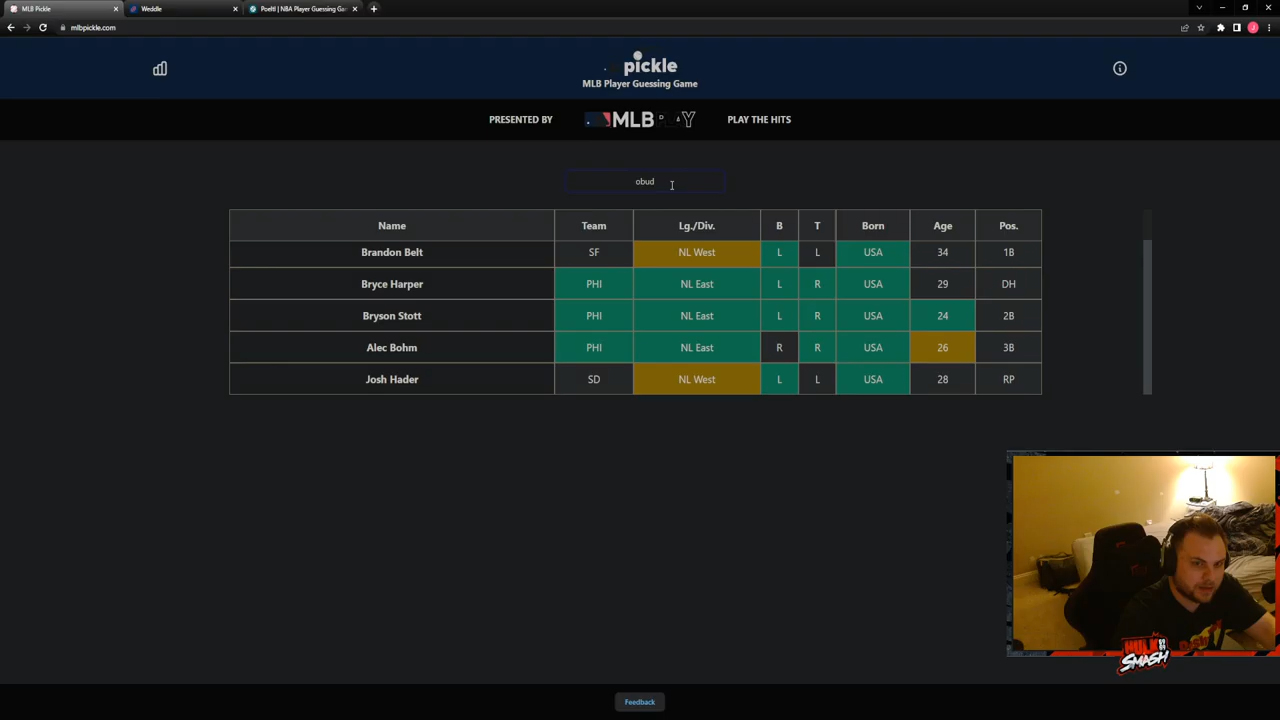 MLB Pickle
Weddle
Poeltl | NBA Player Guessing Ga
mlbpickle.com
pickle
MLB Player Guessing Game
PRESENTED BY MLB PLAY PLAY THE HITS
obud
Name Team Lg./Div. B T Born Age Pos.
Brandon Belt SF NL West L L USA 34 1B
Bryce Harper PHI NL East L R USA 29 DH
Bryson Stott PHI NL East L R USA 24 2B
Alec Bohm PHI NL East R R USA 26 3B
Josh Hader SD NL West L L USA 28 RP
HULK
SMASH
Feedback